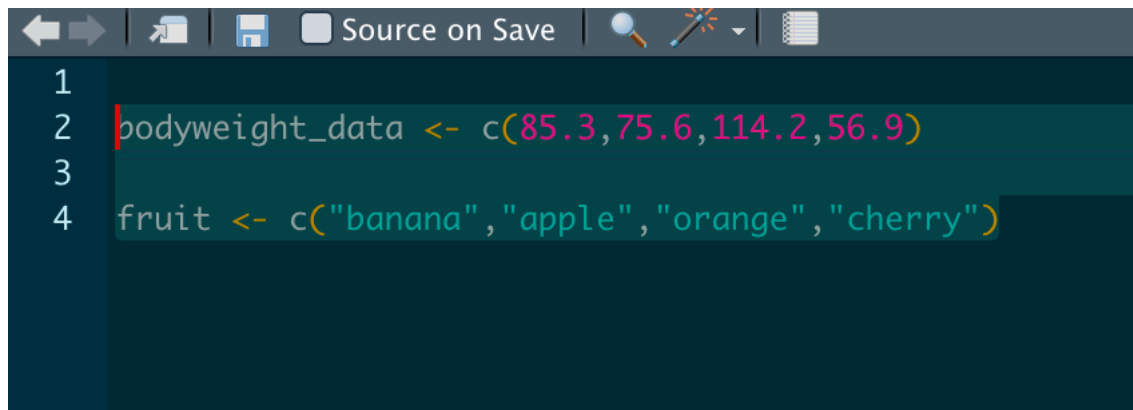 Source on Save
1
2 bodyweight_data <- c(85.3,75.6,114.2,56.9)
3
4 fruit <- c("banana","apple","orange","cherry")